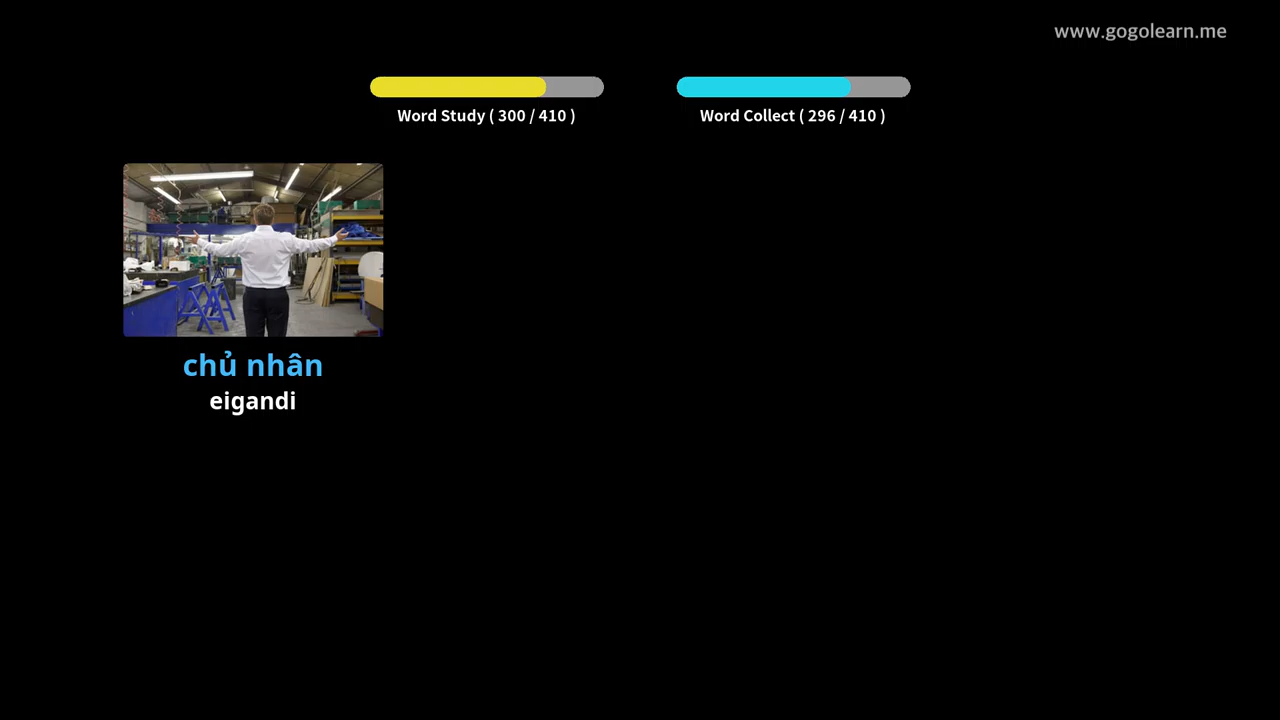 www.gogolearn.me
Word Study ( 300 / 410 )
Word Collect ( 296 / 410 )
chủ nhân
eigandi